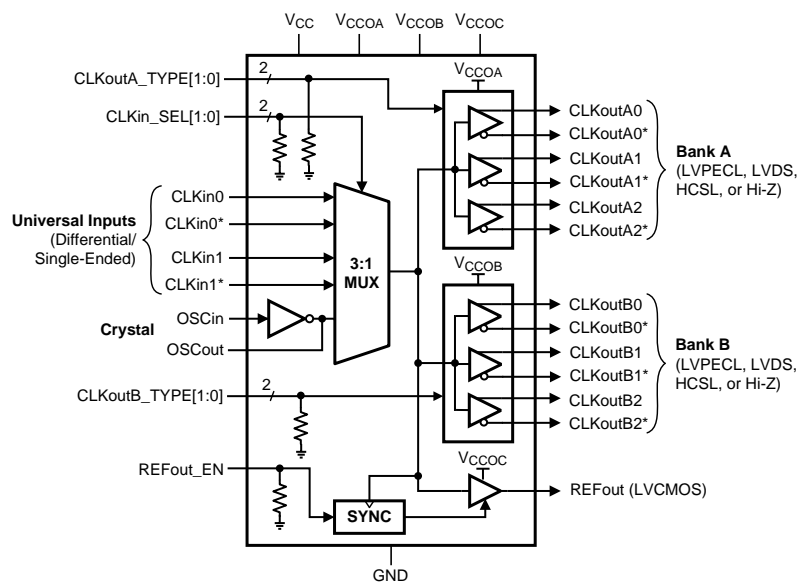 VCC VCCOA VCCOB VCCOC
CLKoutA_TYPE[1:0] 2
CLKin_SEL[1:0] 2
VCCOA
CLKoutA0
CLKoutA0*
CLKoutA1
CLKoutA1*
CLKoutA2
CLKoutA2*
Bank A
(LVPECL, LVDS,
HCSL, or Hi-Z)
Universal Inputs
(Differential/
Single-Ended)
CLKin0
CLKin0*
CLKin1
CLKin1*
3:1
MUX
Crystal
OSCin
OSCout
VCCOB
CLKoutB0
CLKoutB0*
CLKoutB1
CLKoutB1*
CLKoutB2
CLKoutB2*
Bank B
(LVPECL, LVDS,
HCSL, or Hi-Z)
CLKoutB_TYPE[1:0] 2
REFout_EN
SYNC
VCCOC
REFout (LVCMOS)
GND